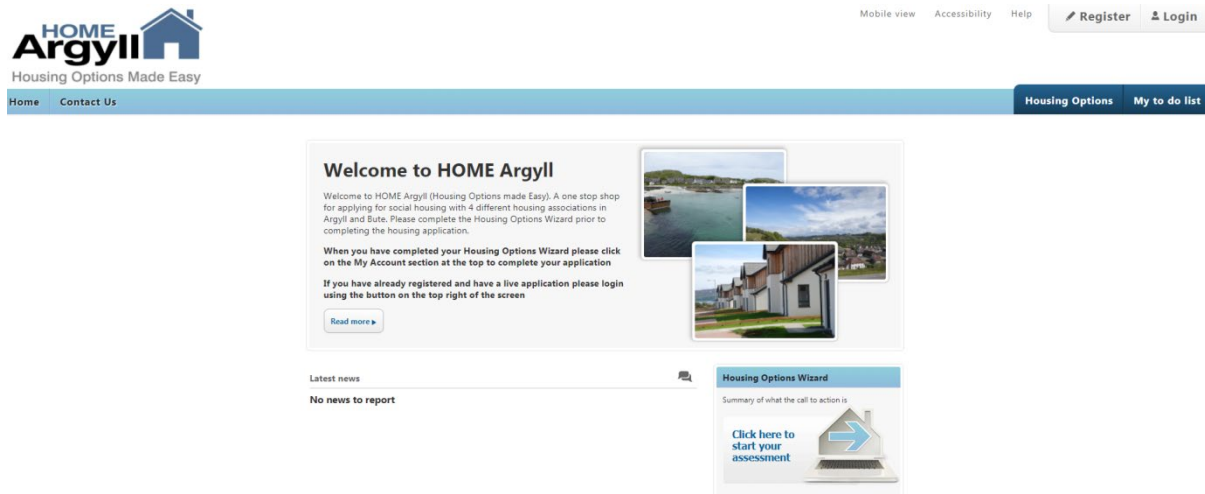 Mobile view Accessibility Help Register Login
HOME
Argyll
Housing Options Made Easy
Home Contact Us Housing Options My to do list
Welcome to HOME Argyll
Welcome to HOME Argyll (Housing Options made Easy). A one stop shop
for applying for social housing with 4 different housing associations in
Argyll and Bute. Please complete the Housing Options Wizard prior to
completing the housing application.
When you have completed your Housing Options Wizard please click
on the My Account section at the top to complete your application
If you have already registered and have a live application please login
using the button on the top right of the screen
Read more
Latest news
No news to report
Housing Options Wizard
Summary of what the call to action is
Click here to
start your
assessment